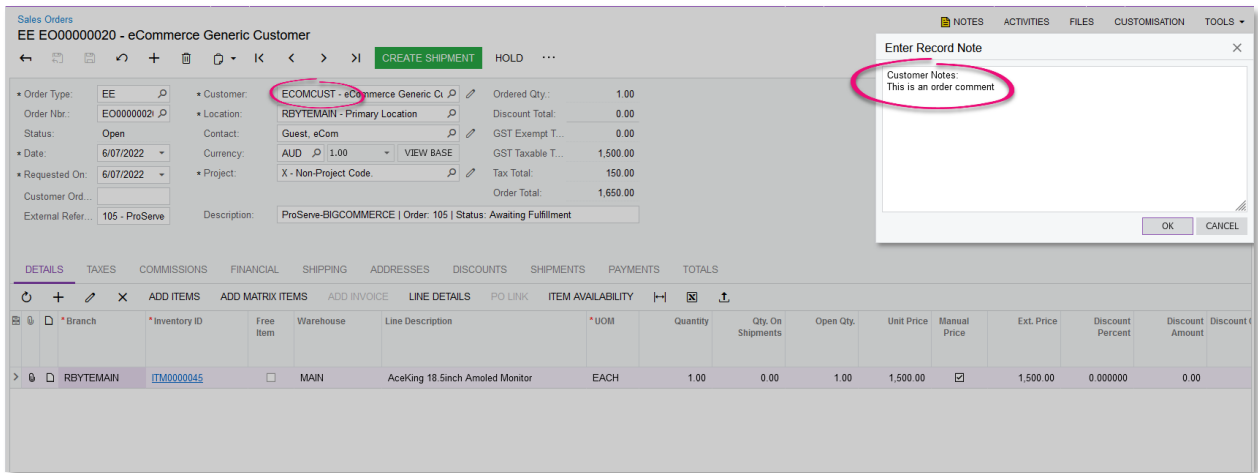 Sales Orders
EE EO00000020 - eCommerce Generic Customer
NOTES ACTIVITIES FILES CUSTOMISATION TOOLS
CREATE SHIPMENT HOLD ...
Enter Record Note
Customer Notes:
This is an order comment
OK CANCEL
* Order Type: EE * Customer: ECOMCUST - eCommerce Generic Cu Ordered Qty.: 1.00
Order Nbr.: EO0000002 * Location: RBYTEMAIN - Primary Location Discount Total: 0.00
Status: Open Contact: Guest, eCom GST Exempt T... 0.00
* Date: 6/07/2022 Currency: AUD 1.00 VIEW BASE GST Taxable T... 1,500.00
* Requested On: 6/07/2022 * Project: X - Non-Project Code. Tax Total: 150.00
Customer Ord... Order Total: 1,650.00
External Refer... 105 - ProServe Description: ProServe-BIGCOMMERCE | Order: 105 | Status: Awaiting Fulfillment
DETAILS TAXES COMMISSIONS FINANCIAL SHIPPING ADDRESSES DISCOUNTS SHIPMENTS PAYMENTS TOTALS
ADD ITEMS ADD MATRIX ITEMS ADD INVOICE LINE DETAILS PO LINK ITEM AVAILABILITY
* Branch * Inventory ID Free Warehouse Line Description * UOM Quantity Qty. On Open Qty. Unit Price Manual Ext. Price Discount Discount Discount
Item Shipments Price Percent Amount
RBYTEMAIN ITM0000045 MAIN AceKing 18.5inch Amoled Monitor EACH 1.00 0.00 1.00 1,500.00 1,500.00 0.000000 0.00